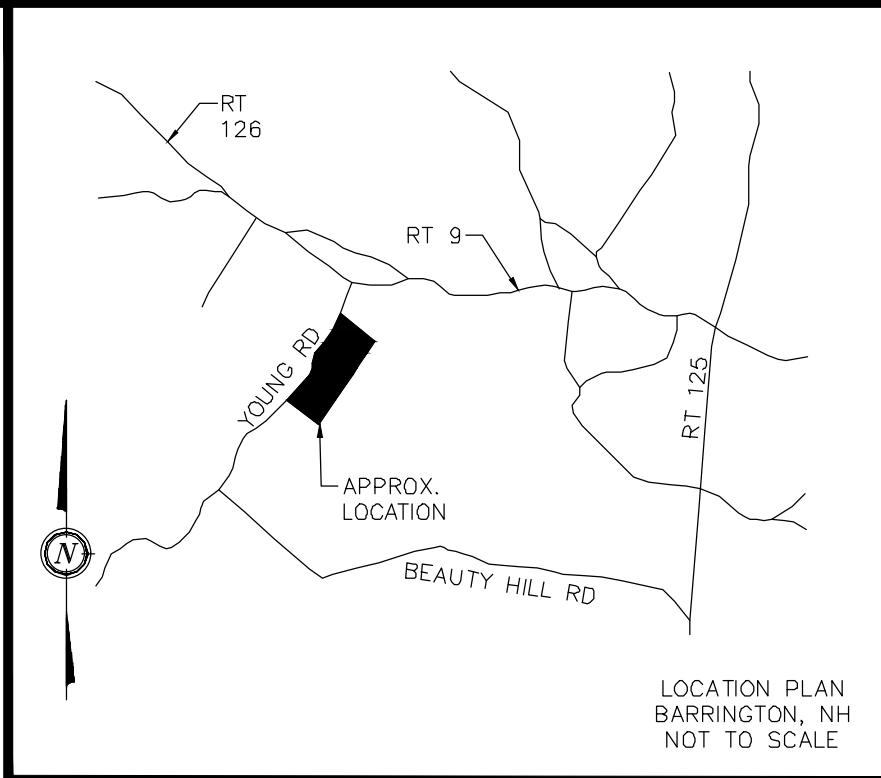 RT
126
RT 9
YOUNG RD
RT 125
APPROX.
LOCATION
N
BEAUTY HILL RD
LOCATION PLAN
BARRINGTON, NH
NOT TO SCALE